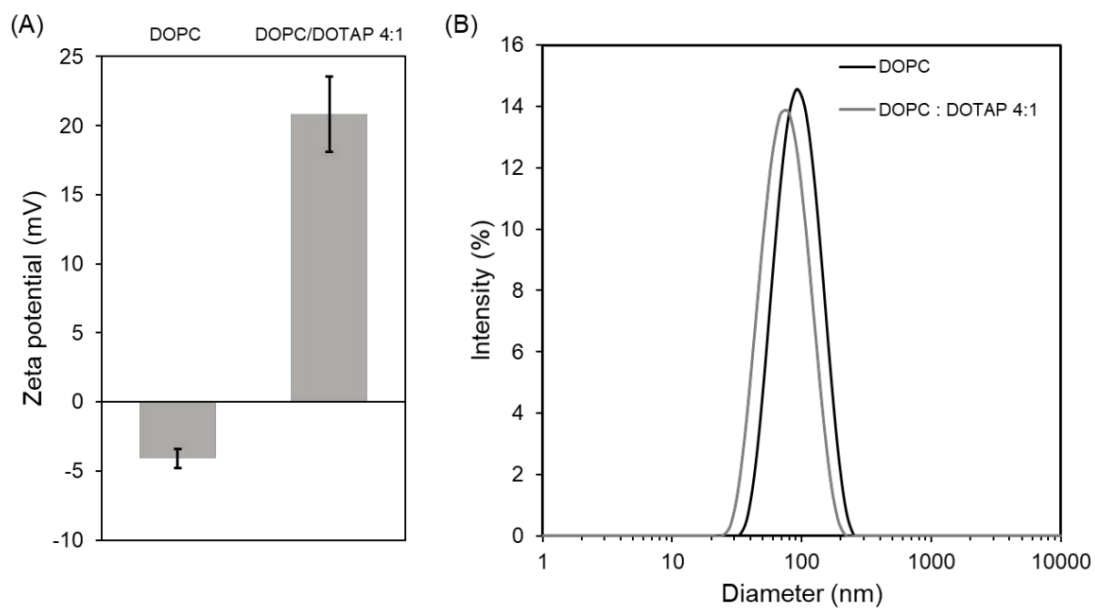 (A)
DOPC DOPC/DOTAP 4:1
25
20
15
10
5
0
-5
-10
Zeta potential (mV)
(B)
16
14
12
10
8
6
4
2
0
Intensity (%)
DOPC
DOPC : DOTAP 4:1
1 10 100 1000 10000
Diameter (nm)